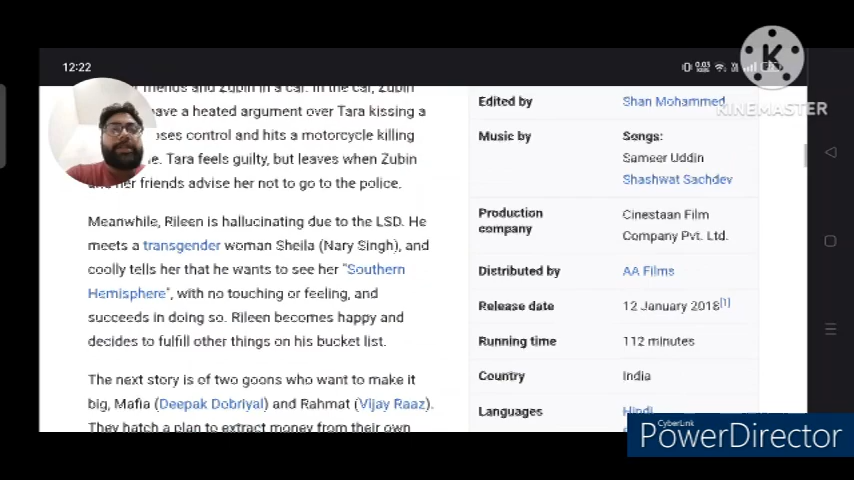 12:22
0.03
KINEMASTER
friends and Zubin in a car. In the car, Zubin
have a heated argument over Tara kissing a
loses control and hits a motorcycle killing
Tara feels guilty, but leaves when Zubin
and her friends advise her not to go to the police.
Meanwhile, Rileen is hallucinating due to the LSD. He
meets a transgender woman Sheila (Nary Singh), and
coolly tells her that he wants to see her "Southern
Hemisphere", with no touching or feeling, and
succeeds in doing so. Rileen becomes happy and
decides to fulfill other things on his bucket list.
The next story is of two goons who want to make it
big, Mafia (Deepak Dobriyal) and Rahmat (Vijay Raaz).
They hatch a plan to extract money from their own
Edited by Shan Mohammed
Music by Songs:
Sameer Uddin
Shashwat Sachdev
Production Cinestaan Film
company Company Pvt. Ltd.
Distributed by AA Films
Release date 12 January 2018[1]
Running time 112 minutes
Country India
Languages Hindi
CyberLink
PowerDirector